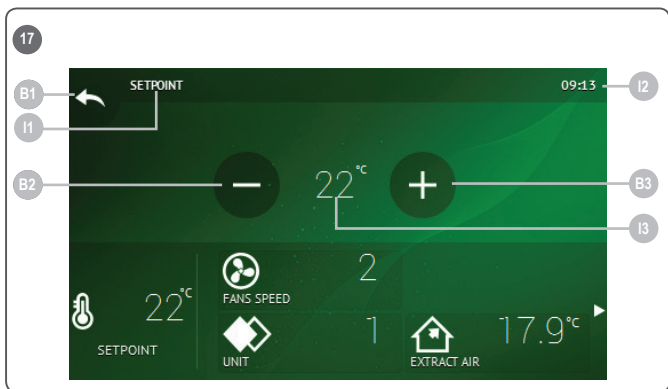 17
B1 SETPOINT 09:13 I2
I1
B2 − 22°C + B3
I3
22°C SETPOINT
FANS SPEED 2
UNIT 1
EXTRACT AIR -17.9°C